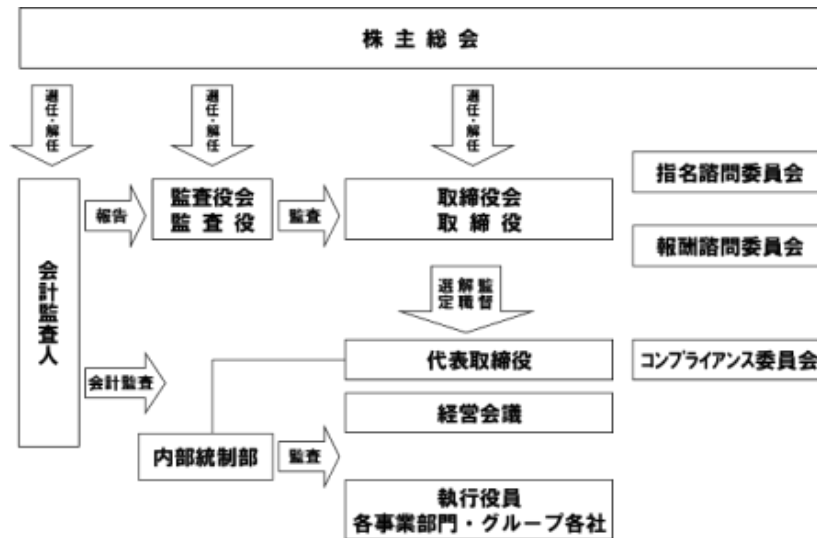 株主総会
選任・解任
選任・解任
選任・解任
指名諮問委員会
監査役会
監査役
取締役会
取締役
報告
監査
報酬諮問委員会
会計監査人
選定 解職 監督
代表取締役
コンプライアンス委員会
会計監査
経営会議
内部統制部
監査
執行役員
各事業部門・グループ各社